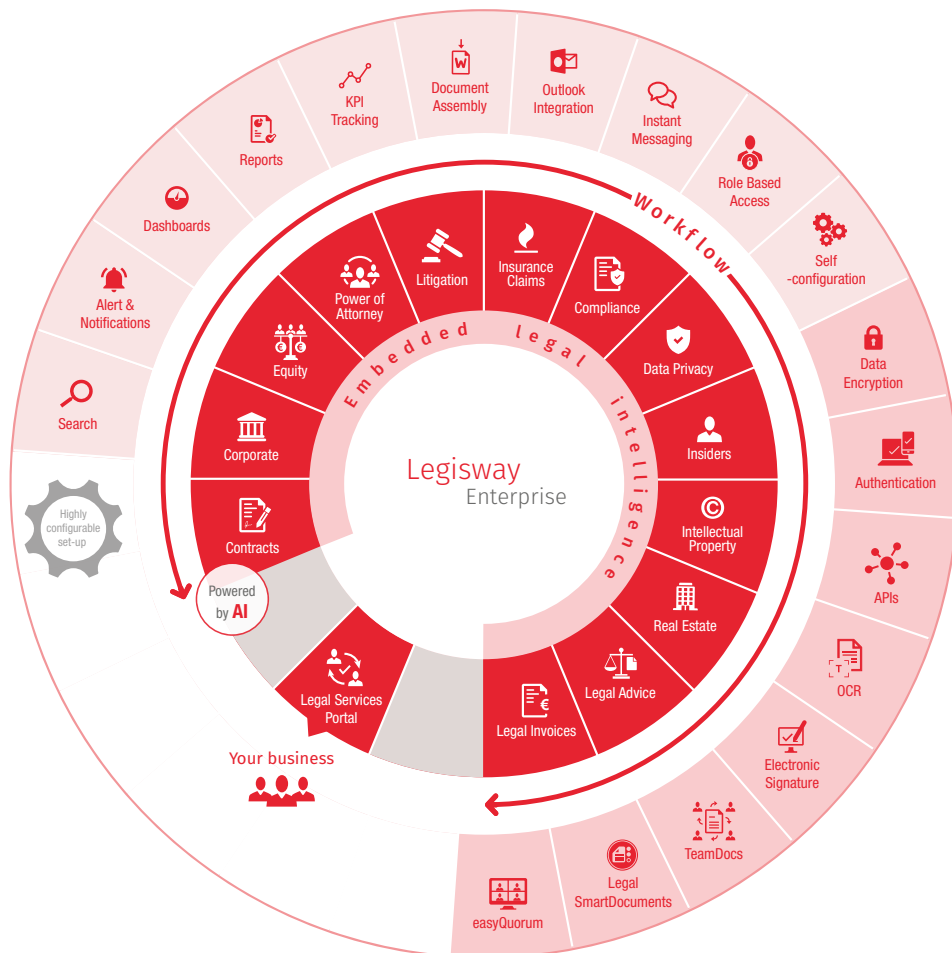 Document
Assembly
Outlook
Integration
KPI
Tracking
Instant
Messaging
Reports
Role Based
Access
Dashboards
Self
-configuration
Alert &
Notifications
Data
Encryption
Search
Authentication
Highly
configurable
set-up
APIs
OCR
Electronic
Signature
TeamDocs
Legal
SmartDocuments
easyQuorum
Workflow
Litigation
Insurance
Claims
Power of
Attorney
Compliance
Equity
Data Privacy
Corporate
Insiders
Contracts
Intellectual
Property
Real Estate
Legal Advice
Legal Invoices
Legal Services
Portal
Embedded legal intelligence
Legisway
Enterprise
Powered
by AI
Your business
W
T